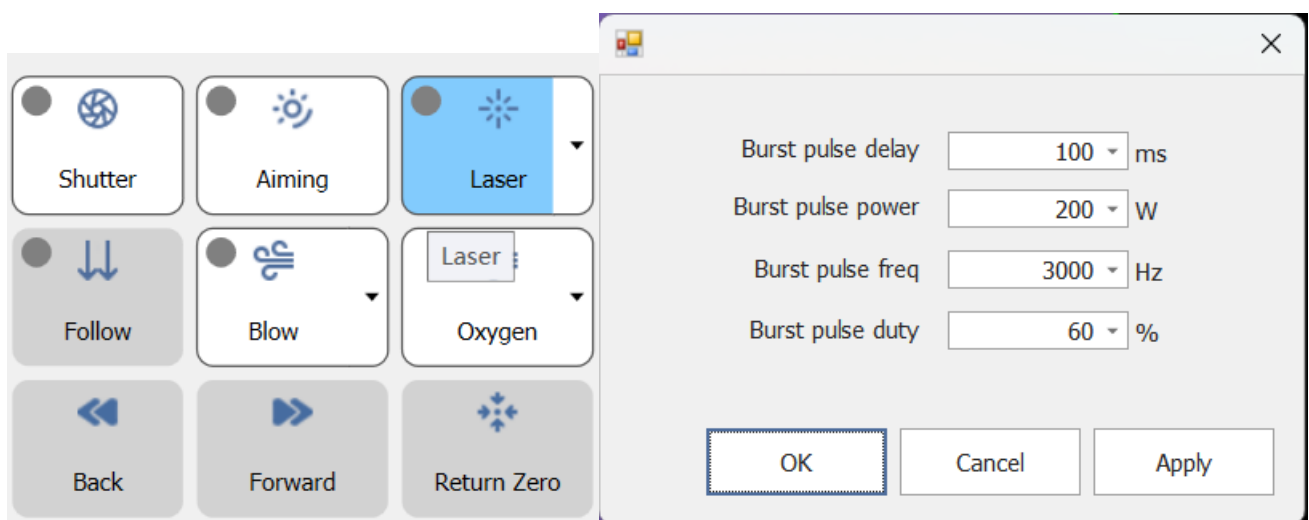 Shutter
Aiming
Laser
Laser
Follow
Blow
Oxygen
Back
Forward
Return Zero
Burst pulse delay 100 ms
Burst pulse power 200 W
Burst pulse freq 3000 Hz
Burst pulse duty 60 %
OK
Cancel
Apply